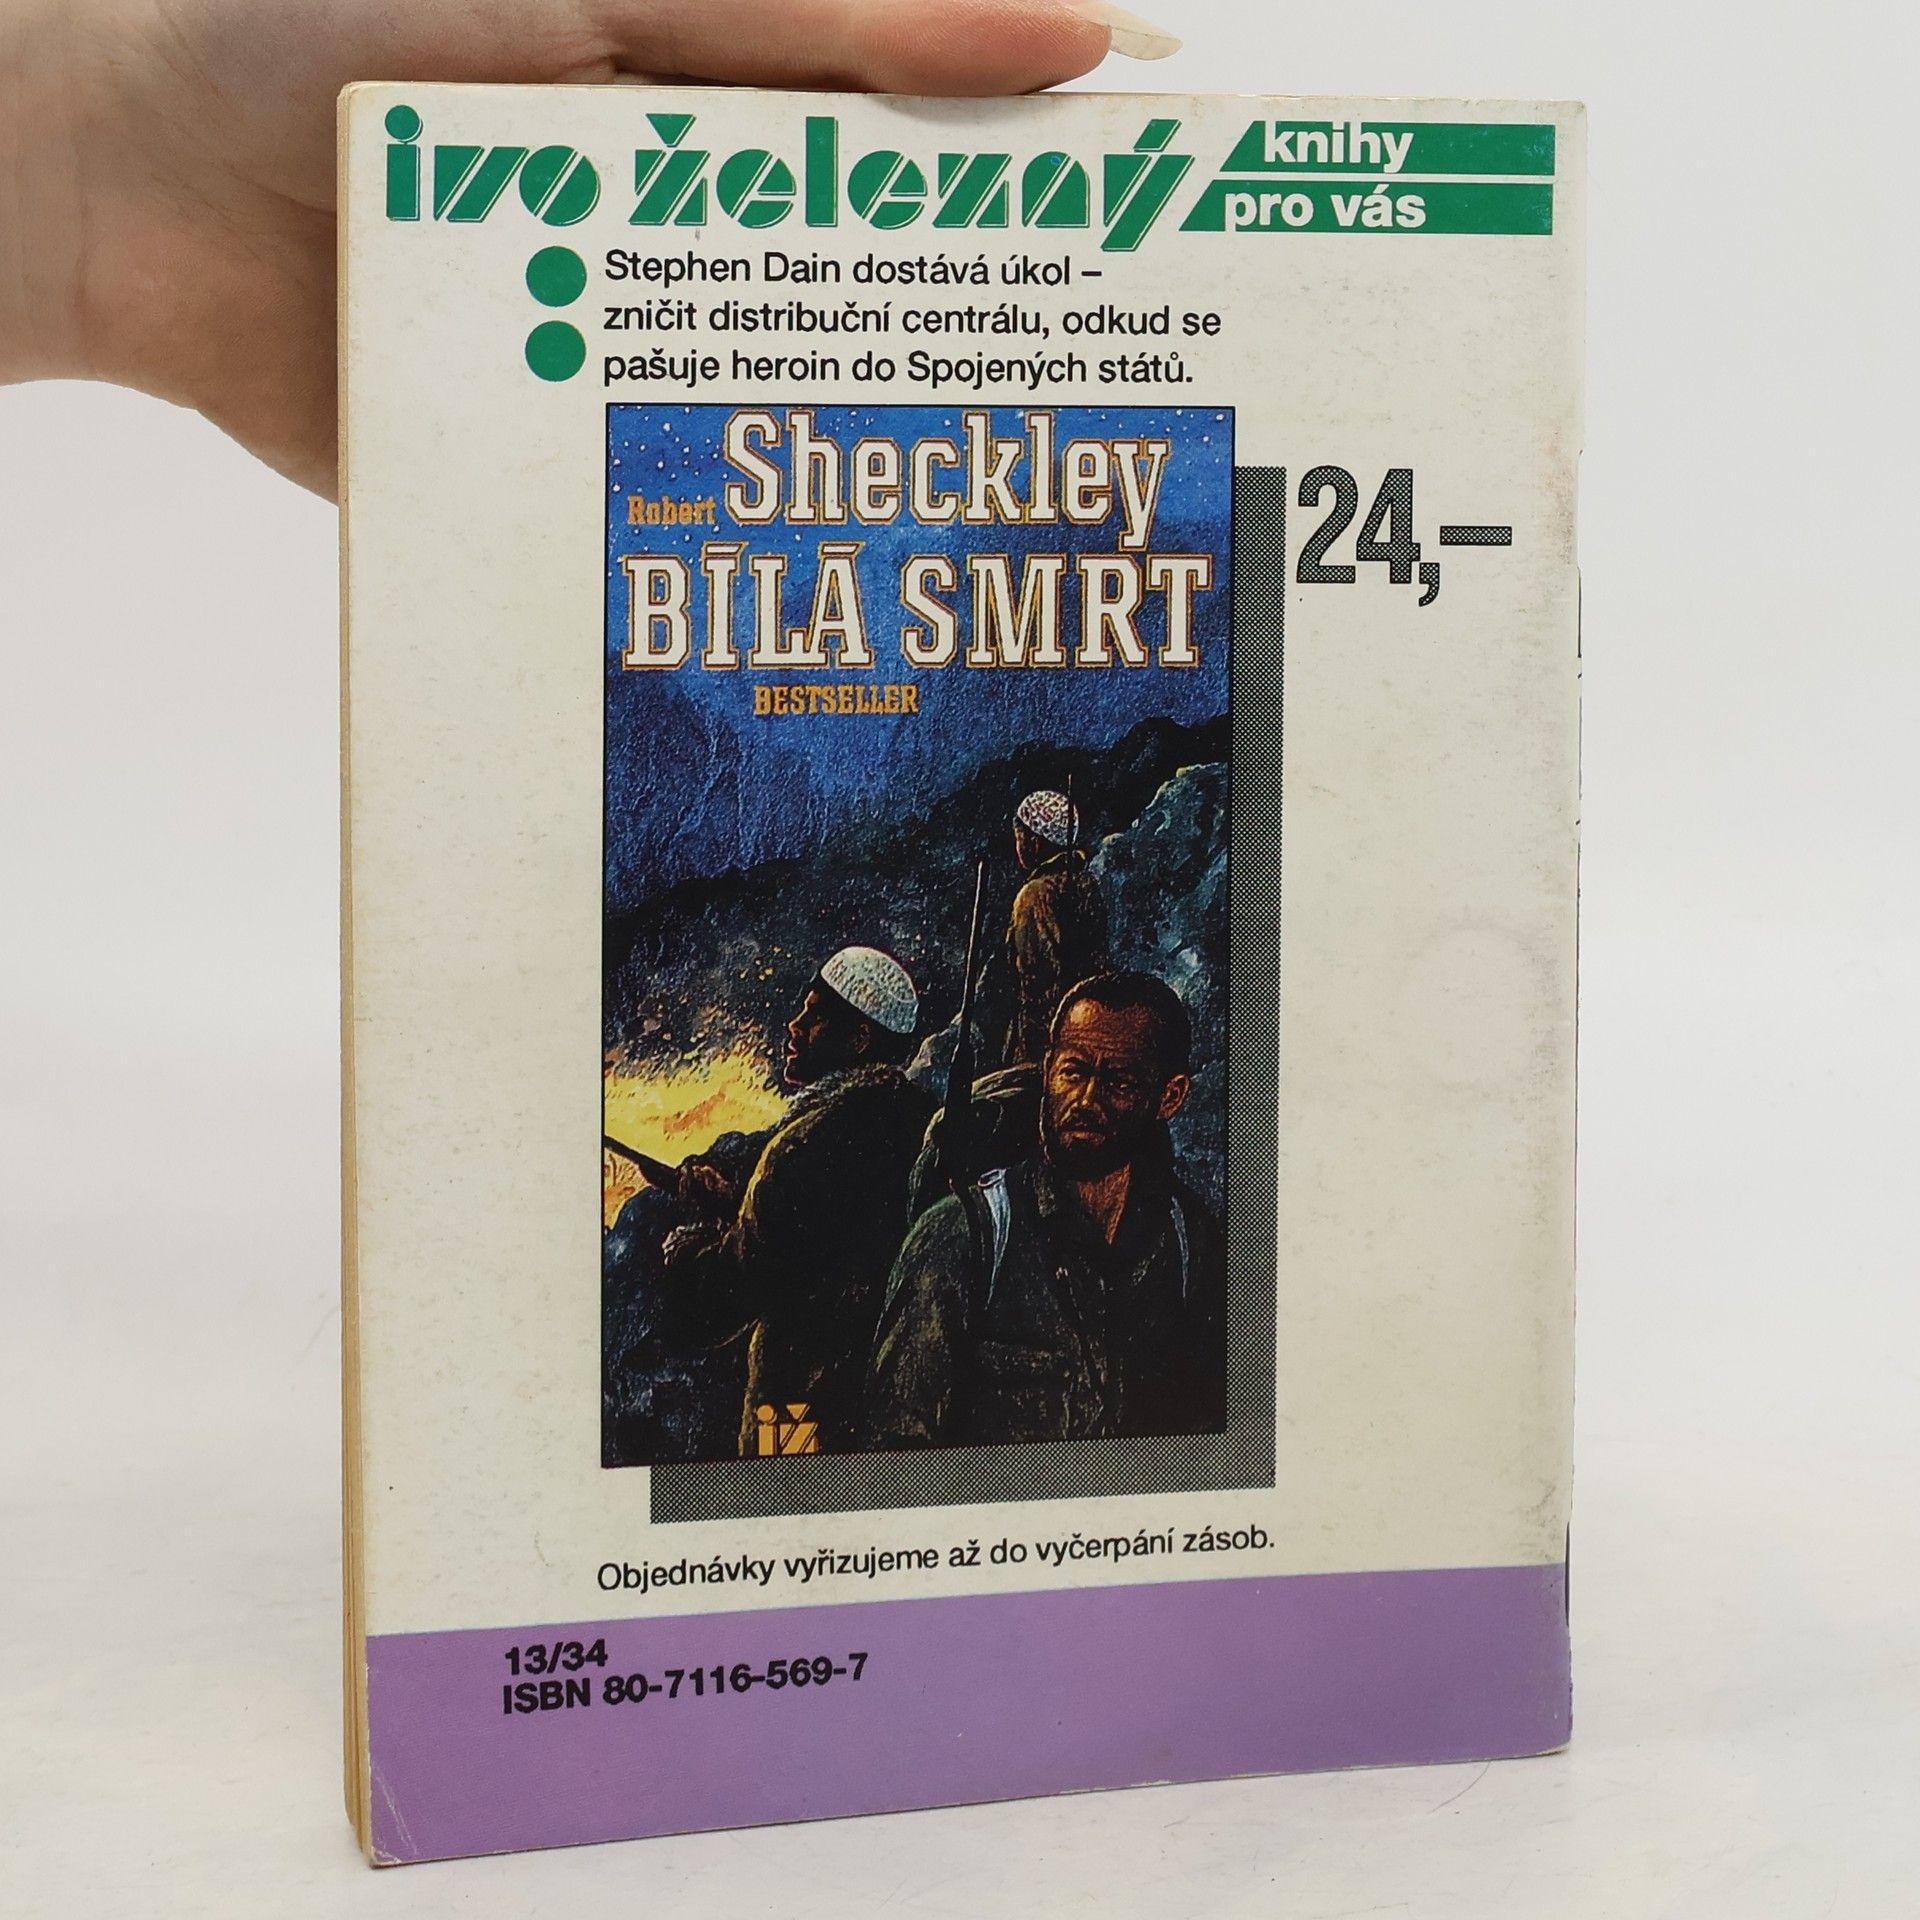 ivo železný
knihy
pro vás
Stephen Dain dostává úkol –
zničit distribuční centrálu, odkud se
pašuje heroin do Spojených států.
Robert Sheckley
BÍLÁ SMRT
BESTSELLER
24,–
iž
Objednávky vyřizujeme až do vyčerpání zásob.
13/34
ISBN 80-7116-569-7